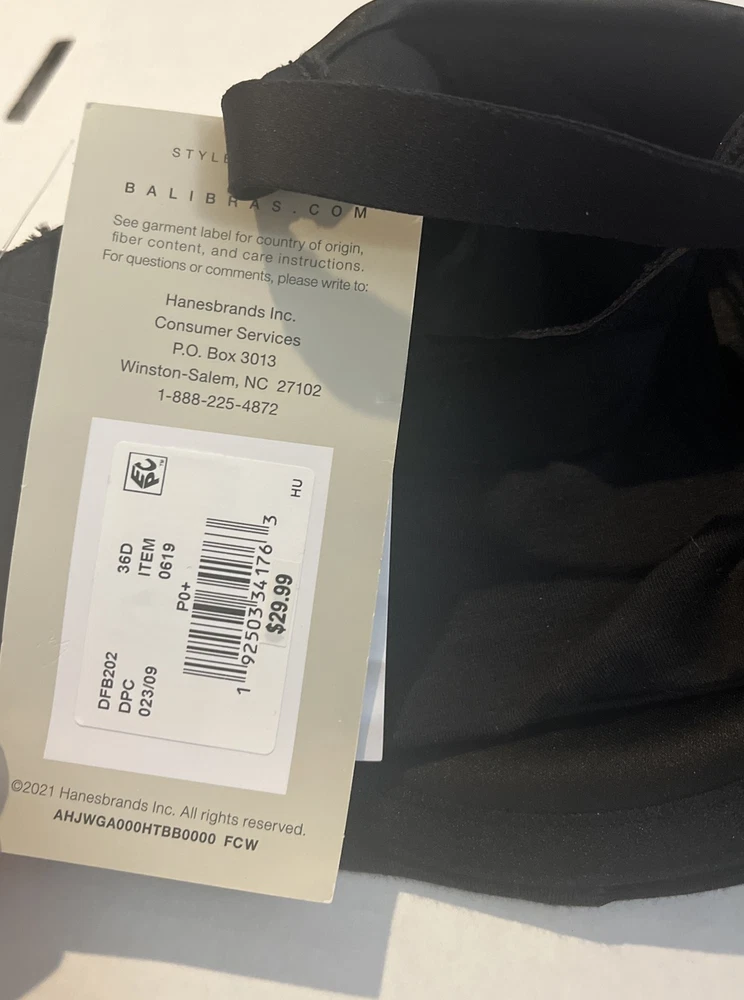 STYLE
BALIBRAS.COM
See garment label for country of origin,
fiber content, and care instructions.
For questions or comments, please write to:
Hanesbrands Inc.
Consumer Services
P.O. Box 3013
Winston-Salem, NC 27102
1-888-225-4872
EPC™
HU
36D
ITEM
0619
P0+
DFB202
DPC
023/09
1 92503 34176 3
$29.99
©2021 Hanesbrands Inc. All rights reserved.
AHJWGA000HTBB0000 FCW